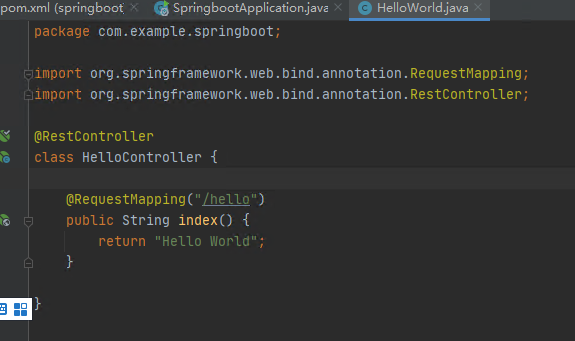 pom.xml (springboot) SpringbootApplication.java HelloWorld.java
package com.example.springboot;
import org.springframework.web.bind.annotation.RequestMapping;
import org.springframework.web.bind.annotation.RestController;
@RestController
class HelloController {
@RequestMapping("/hello")
public String index() {
return "Hello World";
}
}